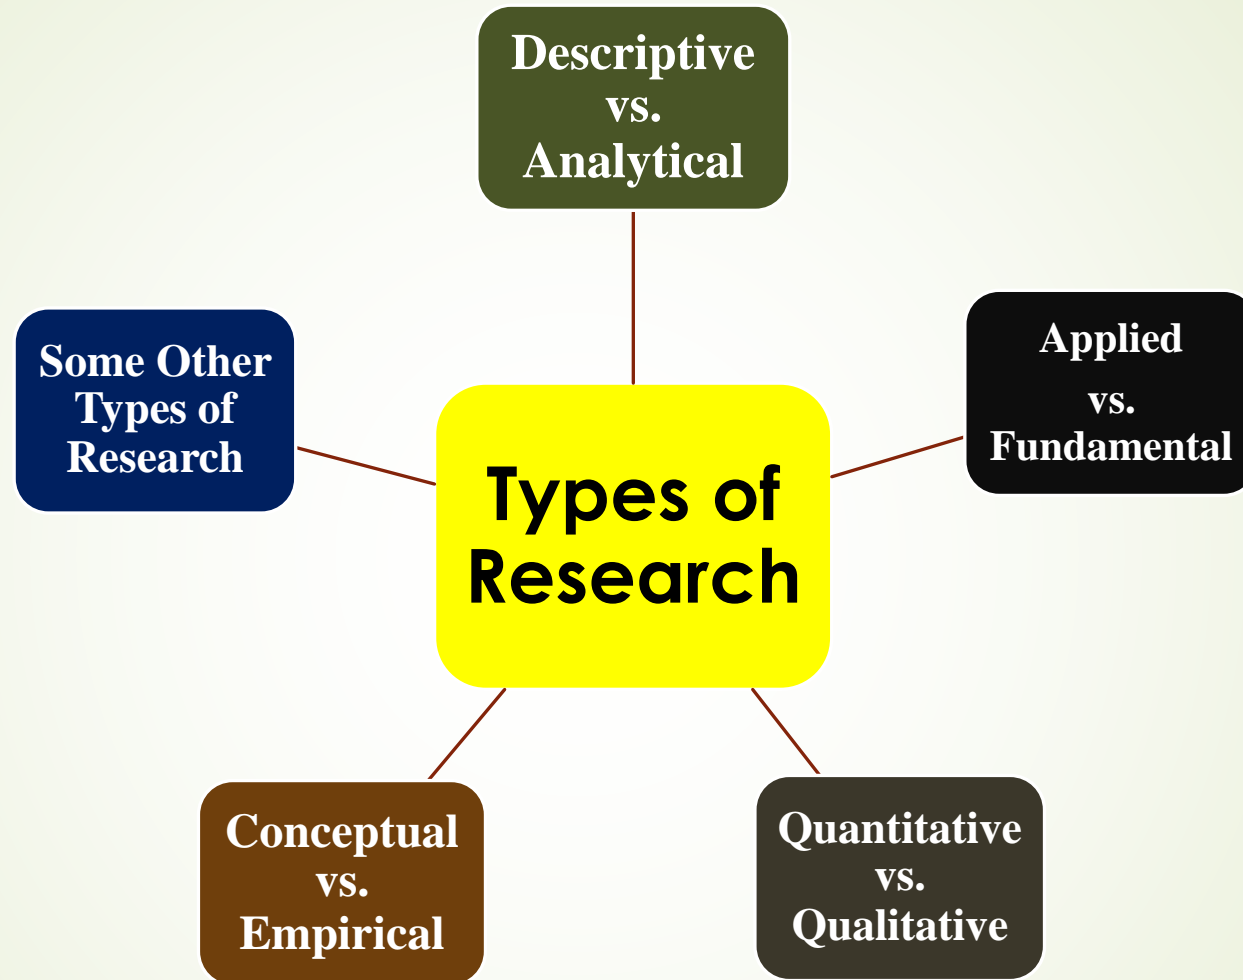 Descriptive
vs.
Analytical
Applied
vs.
Fundamental
Some Other
Types of
Research
Types of
Research
Conceptual
vs.
Empirical
Quantitative
vs.
Qualitative